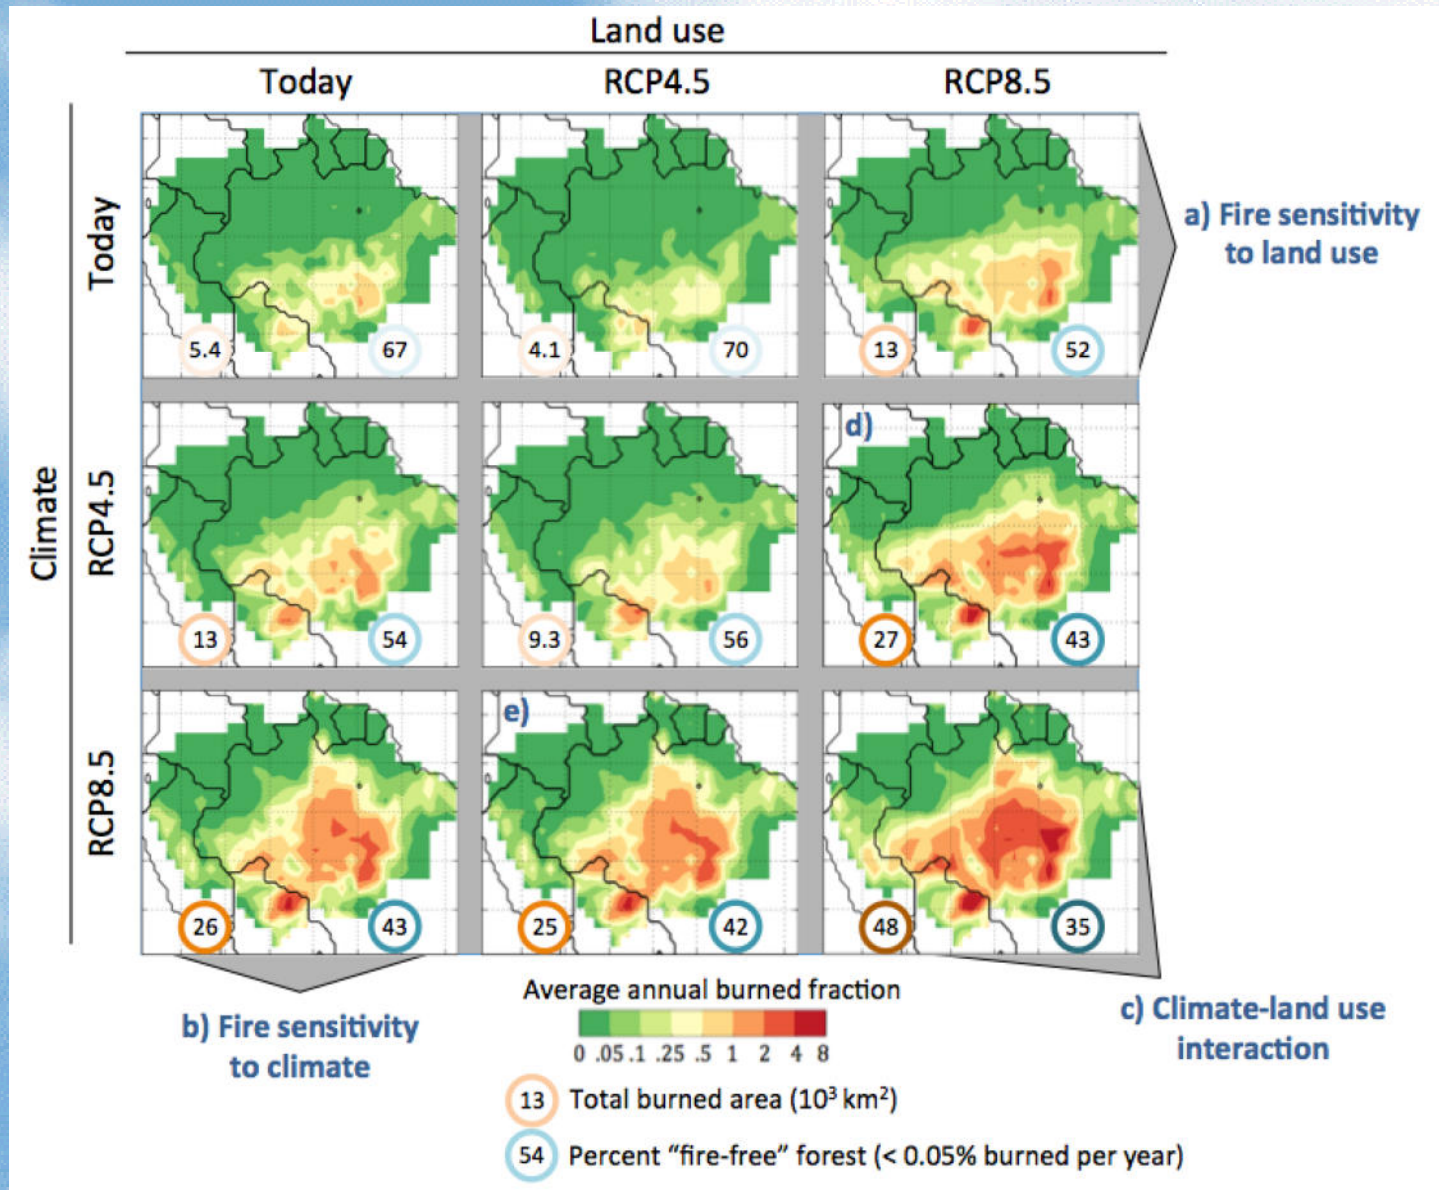 Land use
Today
RCP4.5
RCP8.5
Climate
Today
5.4
67
4.1
70
13
52
a) Fire sensitivity
to land use
RCP4.5
13
54
9.3
56
d)
27
43
RCP8.5
26
43
e)
25
42
48
35
b) Fire sensitivity
to climate
c) Climate-land use
interaction
Average annual burned fraction
0 .05 .1 .25 .5 1 2 4 8
13 Total burned area (10³ km²)
54 Percent “fire-free” forest (< 0.05% burned per year)